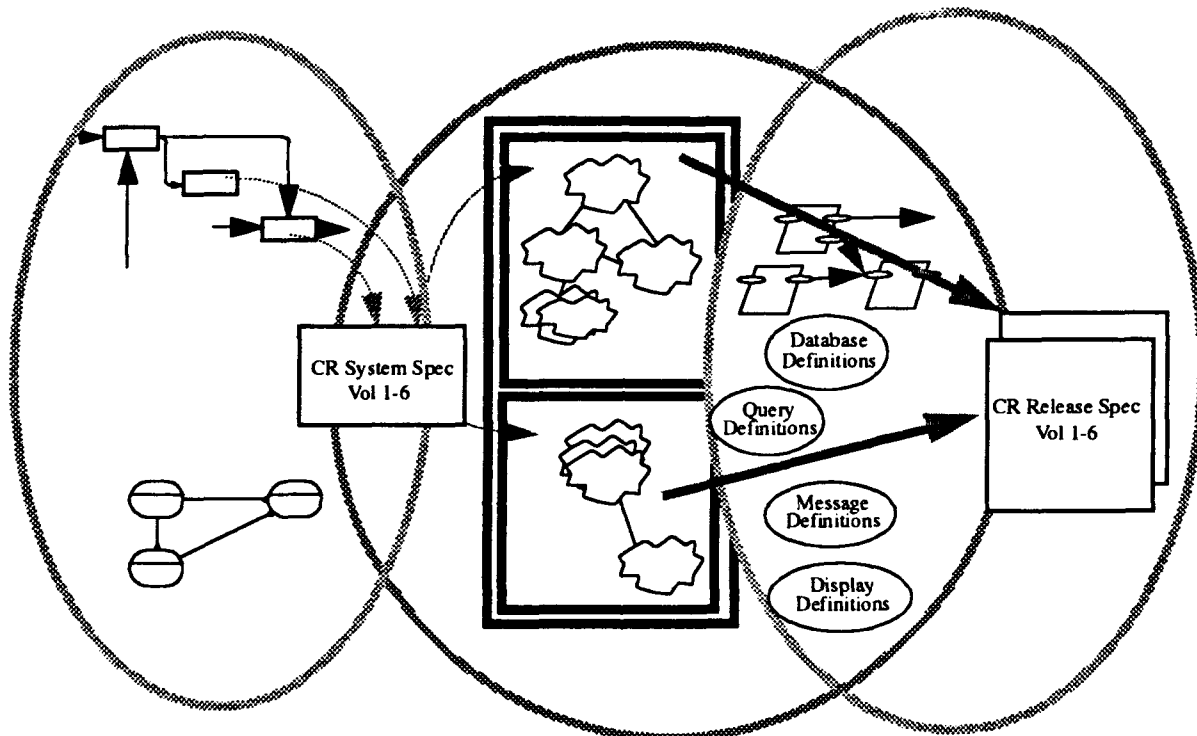 CR System Spec
Vol 1-6
Database
Definitions
Query
Definitions
CR Release Spec
Vol 1-6
Message
Definitions
Display
Definitions